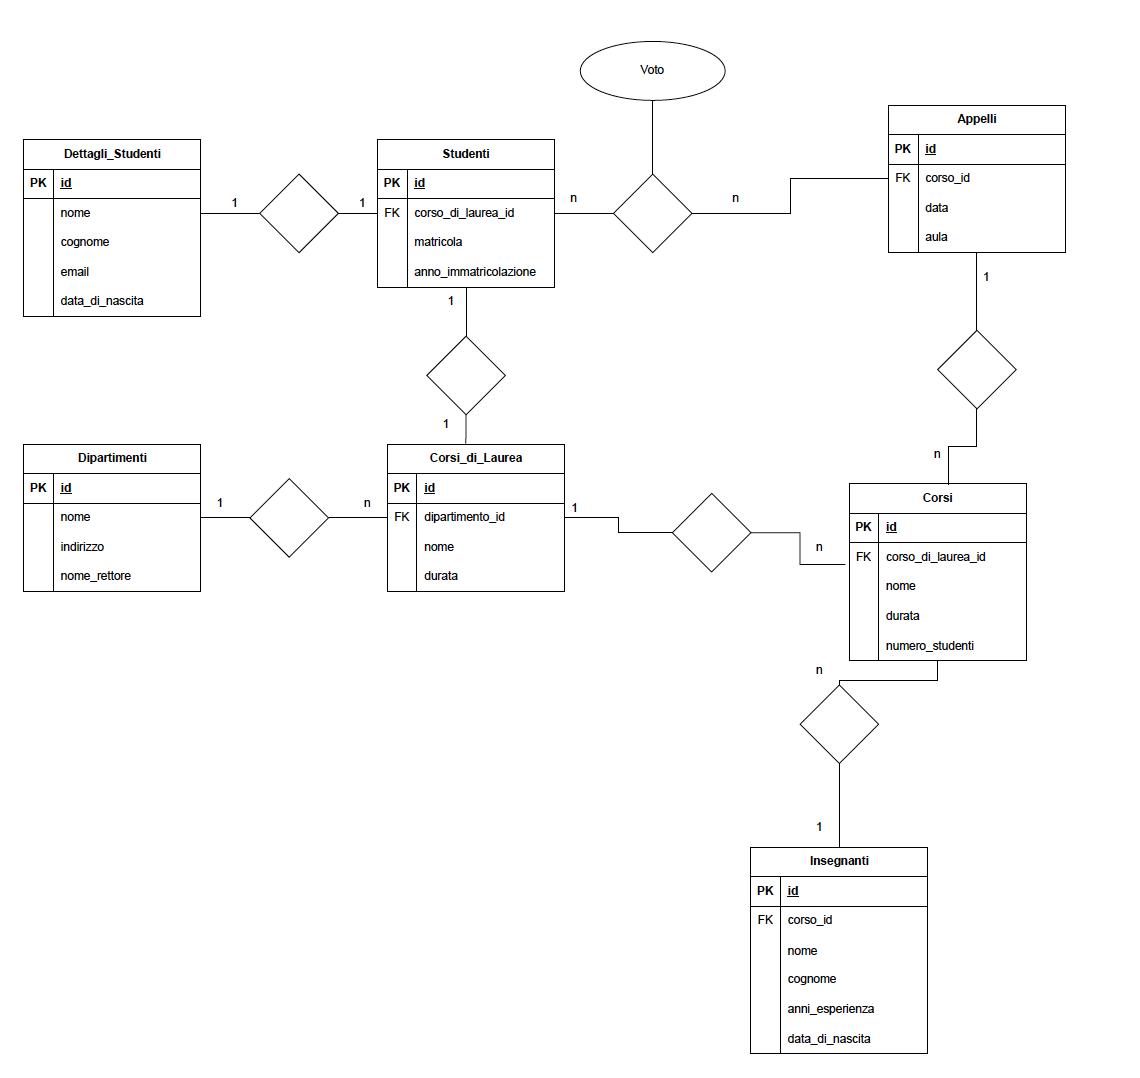 Voto
Appelli
PK id
FK corso_id
data
aula
Dettagli_Studenti
PK id
nome
cognome
email
data_di_nascita
1
1
Studenti
PK id
FK corso_di_laurea_id
matricola
anno_immatricolazione
n
n
1
1
1
n
Dipartimenti
PK id
nome
indirizzo
nome_rettore
1
n
Corsi_di_Laurea
PK id
FK dipartimento_id
nome
durata
1
n
Corsi
PK id
FK corso_di_laurea_id
nome
durata
numero_studenti
n
1
Insegnanti
PK id
FK corso_id
nome
cognome
anni_esperienza
data_di_nascita